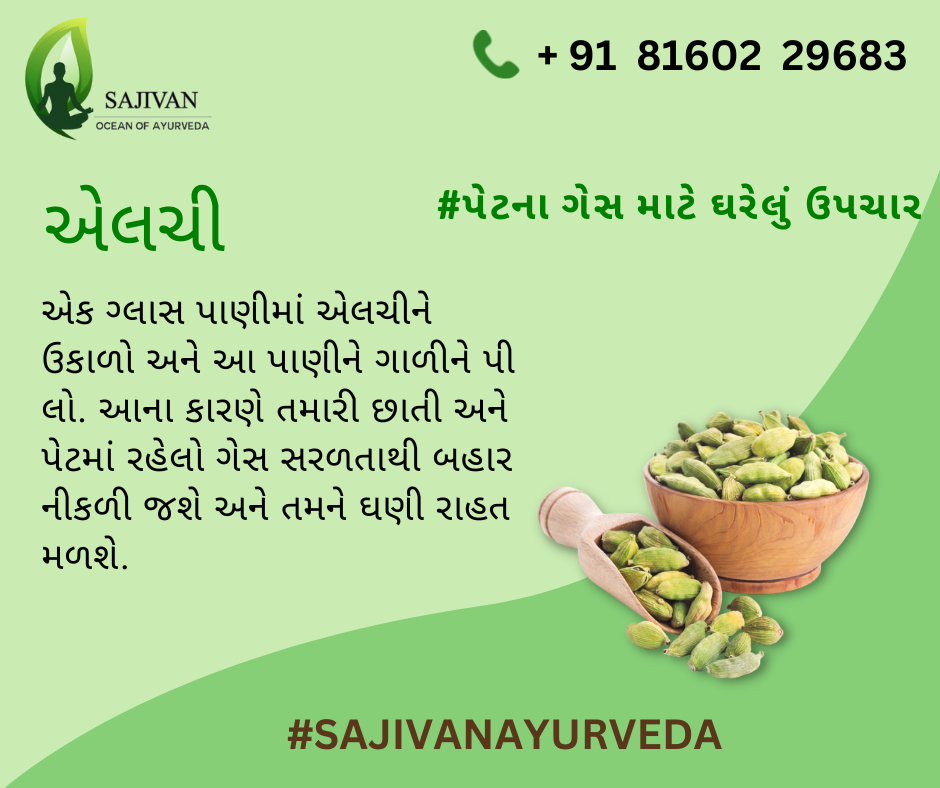 SAJIVAN
OCEAN OF AYURVEDA
+ 91 81602 29683
#પેટના ગેસ માટે ઘરેલું ઉપચાર
એલચી
એક ગ્લાસ પાણીમાં એલચીને
ઉકાળો અને આ પાણીને ગાળીને પી
લો. આના કારણે તમારી છાતી અને
પેટમાં રહેલો ગેસ સરળતાથી બહાર
નીકળી જશે અને તમને ઘણી રાહત
મળશે.
#SAJIVANAYURVEDA